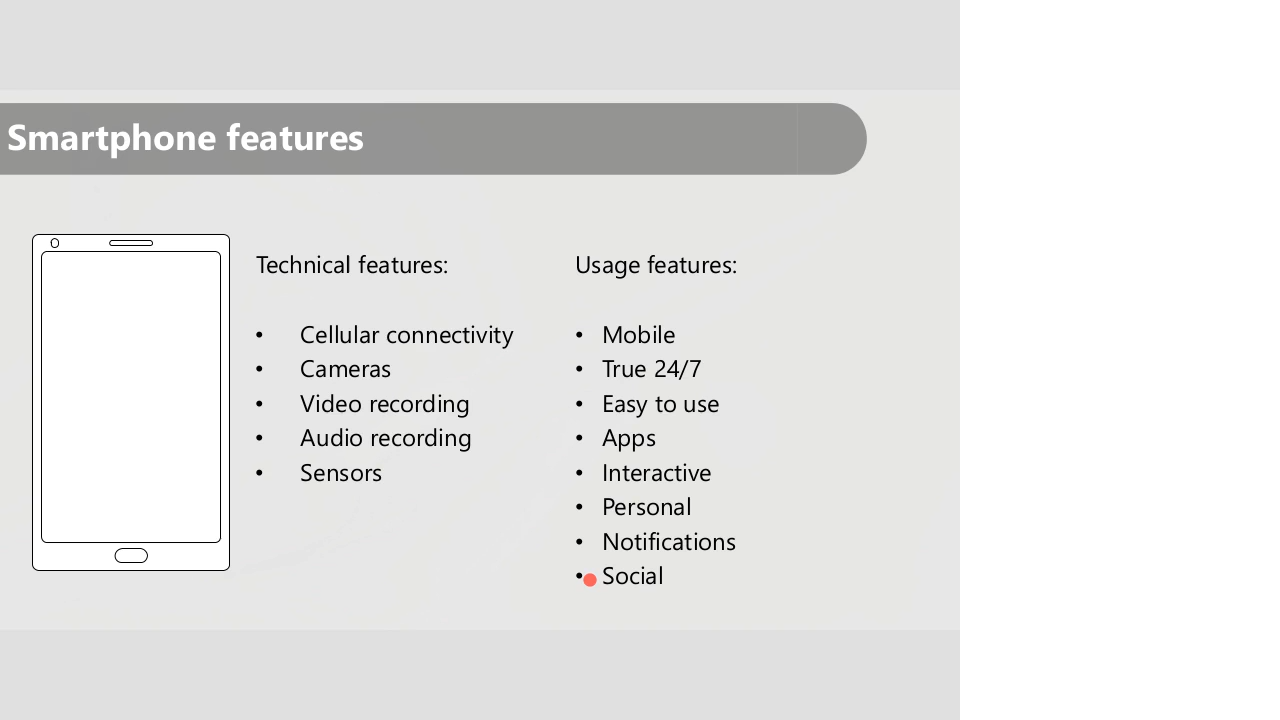 Smartphone features
Technical features:
• Cellular connectivity
• Cameras
• Video recording
• Audio recording
• Sensors
Usage features:
• Mobile
• True 24/7
• Easy to use
• Apps
• Interactive
• Personal
• Notifications
• Social